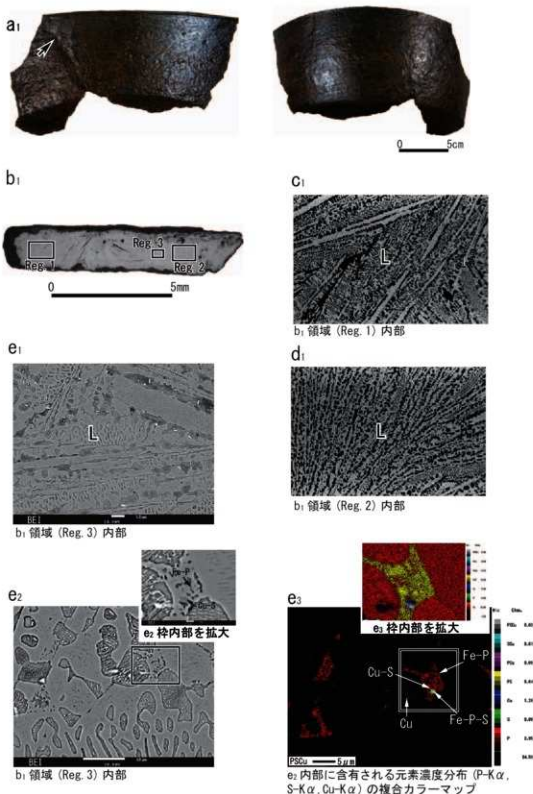 a1
0 5cm
b1
Reg. 1
Reg. 3
Reg. 2
0 5mm
c1
L
b1 領域 (Reg. 1) 内部
e1
L
BEI
b1 領域 (Reg. 3) 内部
d1
L
b1 領域 (Reg. 2) 内部
e2
e2 枠内部を拡大
b1 領域 (Reg. 3) 内部
e3
e3 枠内部を拡大
Fe-P
Cu-S
Cu
Fe-P-S
PSCu 5μm
e2 内部に含有される元素濃度分布 (P-Kα,
S-Kα, Cu-Kα) の複合カラーマップ